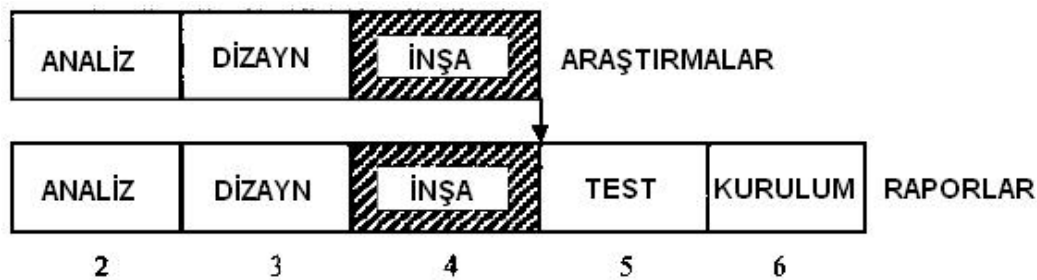 ANALİZ DİZAYN İNŞA ARAŞTIRMALAR
ANALİZ DİZAYN İNŞA TEST KURULUM RAPORLAR
2 3 4 5 6